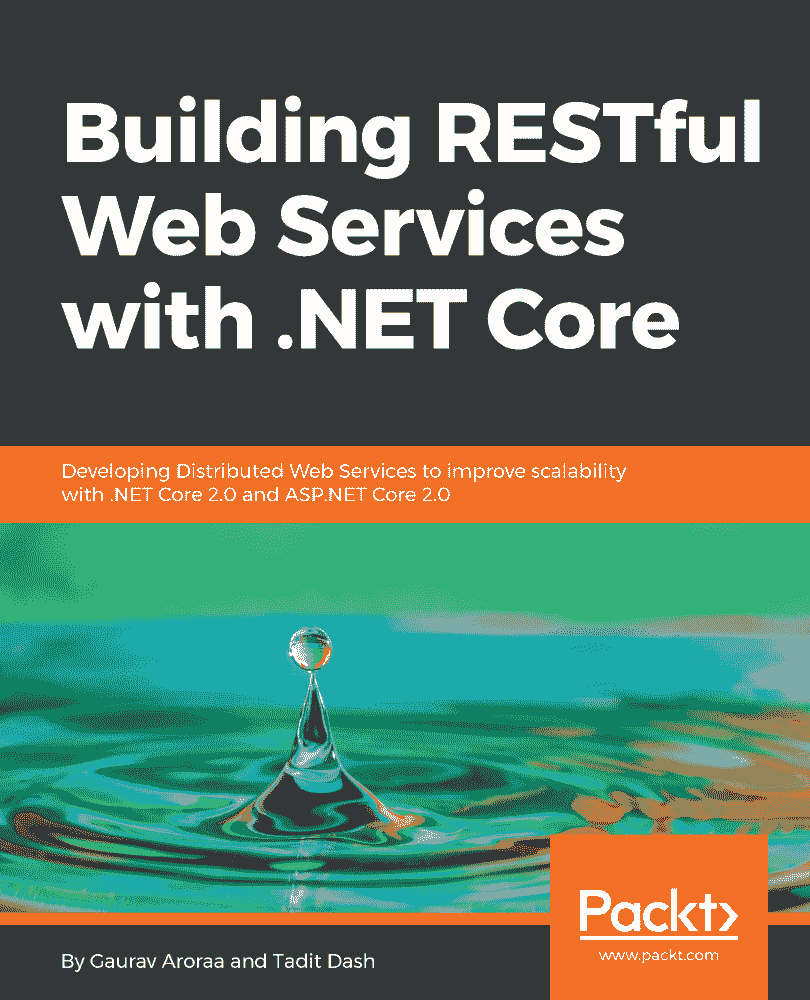 Building RESTful
Web Services
with .NET Core
Developing Distributed Web Services to improve scalability
with .NET Core 2.0 and ASP.NET Core 2.0
Packt>
www.packt.com
By Gaurav Aroraa and Tadit Dash